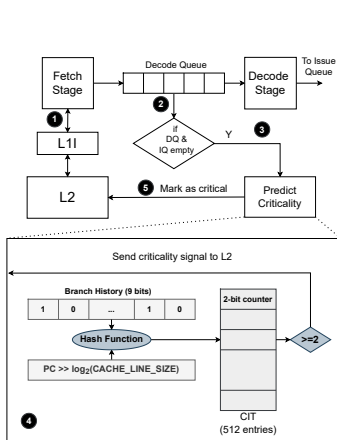 Fetch
Stage
Decode Queue
Decode
Stage
To Issue
Queue
1
2
if
DQ &
IQ empty
Y
3
L1I
L2
5 Mark as critical
Predict
Criticality
Send criticality signal to L2
Branch History (9 bits)
1 0 ... 1 0
Hash Function
PC >> log₂(CACHE_LINE_SIZE)
2-bit counter
>=2
4
CIT
(512 entries)